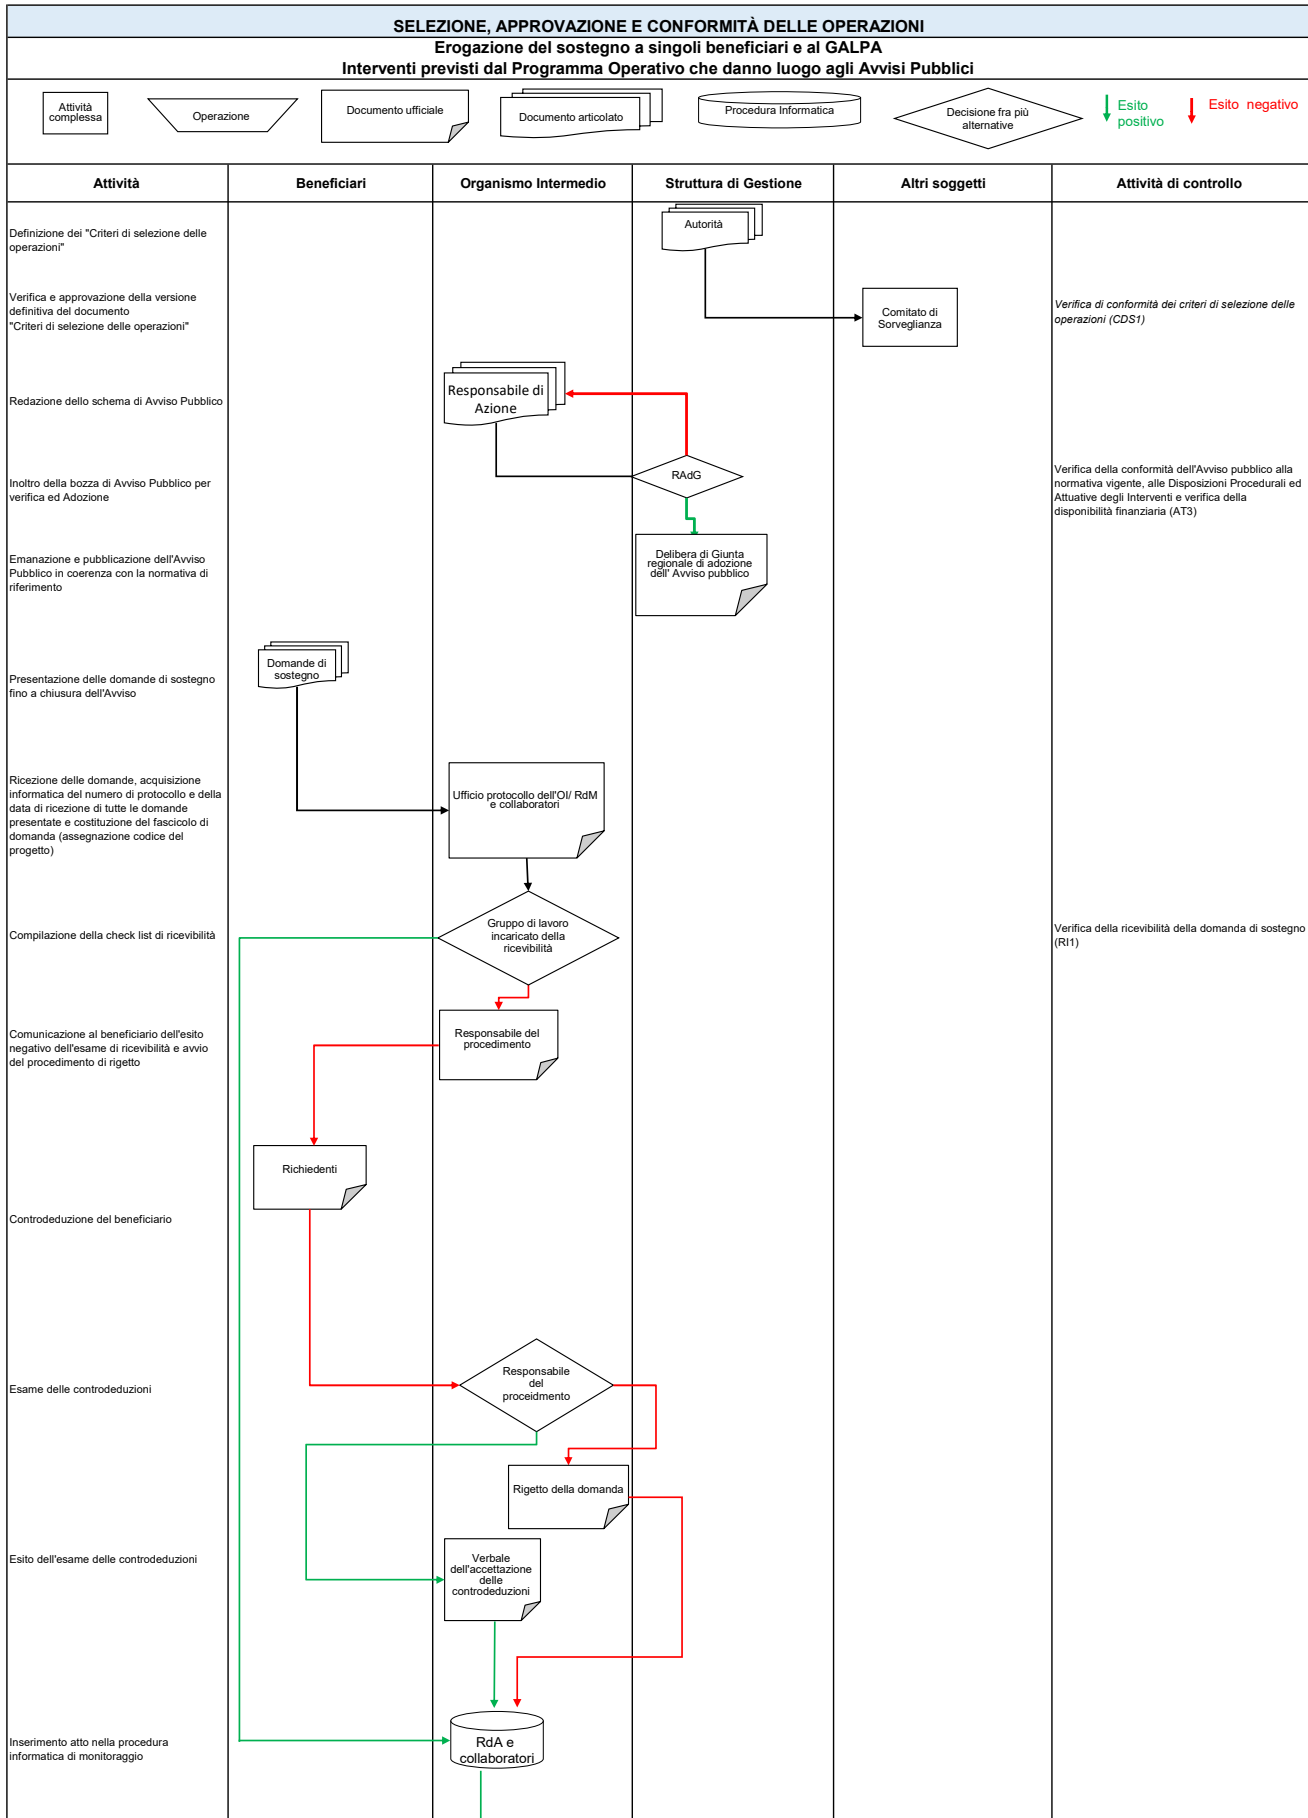 SELEZIONE, APPROVAZIONE E CONFORMITÀ DELLE OPERAZIONI
Erogazione del sostegno a singoli beneficiari e al GALPA
Interventi previsti dal Programma Operativo che danno luogo agli Avvisi Pubblici
Attività
complessa
Operazione
Documento ufficiale
Documento articolato
Procedura Informatica
Decisione fra più
alternative
Esito
positivo
Esito negativo
Attività
Beneficiari
Organismo Intermedio
Struttura di Gestione
Altri soggetti
Attività di controllo
Definizione dei "Criteri di selezione delle
operazioni"
Autorità
Verifica e approvazione della versione
definitiva del documento
"Criteri di selezione delle operazioni"
Comitato di
Sorveglianza
Verifica di conformità dei criteri di selezione delle
operazioni (CDS1)
Redazione dello schema di Avviso Pubblico
Responsabile di
Azione
Inoltro della bozza di Avviso Pubblico per
verifica ed Adozione
RAdG
Verifica della conformità dell'Avviso pubblico alla
normativa vigente, alle Disposizioni Procedurali ed
Attuative degli Interventi e verifica della
disponibilità finanziaria (AT3)
Emanazione e pubblicazione dell'Avviso
Pubblico in coerenza con la normativa di
riferimento
Delibera di Giunta
regionale di adozione
dell' Avviso pubblico
Presentazione delle domande di sostegno
fino a chiusura dell'Avviso
Domande di
sostegno
Ricezione delle domande, acquisizione
informatica del numero di protocollo e della
data di ricezione di tutte le domande
presentate e costituzione del fascicolo di
domanda (assegnazione codice del
progetto)
Ufficio protocollo dell'OI/ RdM
e collaboratori
Compilazione della check list di ricevibilità
Gruppo di lavoro
incaricato della
ricevibilità
Verifica della ricevibilità della domanda di sostegno
(RI1)
Comunicazione al beneficiario dell'esito
negativo dell'esame di ricevibilità e avvio
del procedimento di rigetto
Responsabile del
procedimento
Richiedenti
Controdeduzione del beneficiario
Esame delle controdeduzioni
Responsabile
del
proceidmento
Rigetto della domanda
Esito dell'esame delle controdeduzioni
Verbale
dell'accettazione
delle
controdeduzioni
Inserimento atto nella procedura
informatica di monitoraggio
RdA e
collaboratori